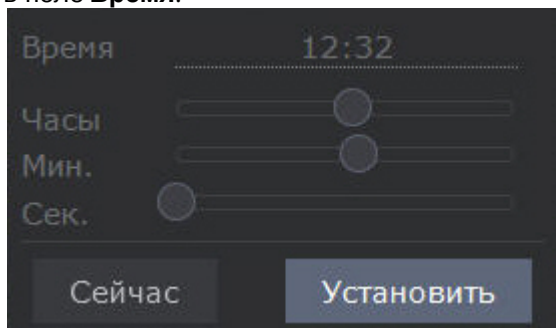 в поле Время.
Время 12:32
Часы
Мин.
Сек.
Сейчас Установить